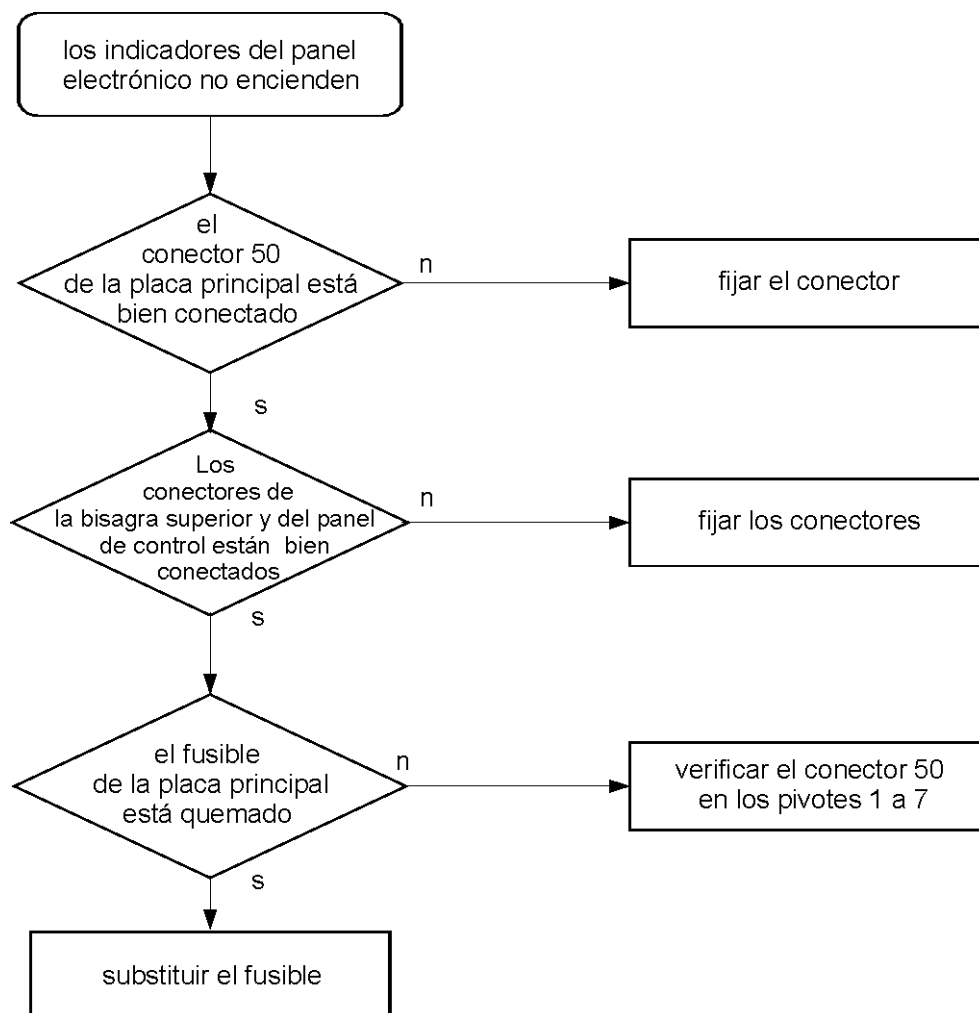 los indicadores del panel
electrónico no encienden
el
conector 50
de la placa principal está
bien conectado
n
fijar el conector
s
Los
conectores de
la bisagra superior y del panel
de control están bien
conectados
n
fijar los conectores
s
el fusible
de la placa principal
está quemado
n
verificar el conector 50
en los pivotes 1 a 7
s
substituir el fusible